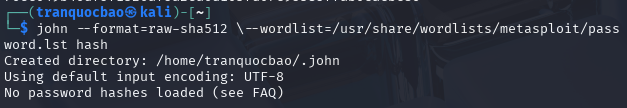 (tranquocbao㉿kali)-[~]
$ john --format=raw-sha512 \--wordlist=/usr/share/wordlists/metasploit/pass
word.lst hash
Created directory: /home/tranquocbao/.john
Using default input encoding: UTF-8
No password hashes loaded (see FAQ)